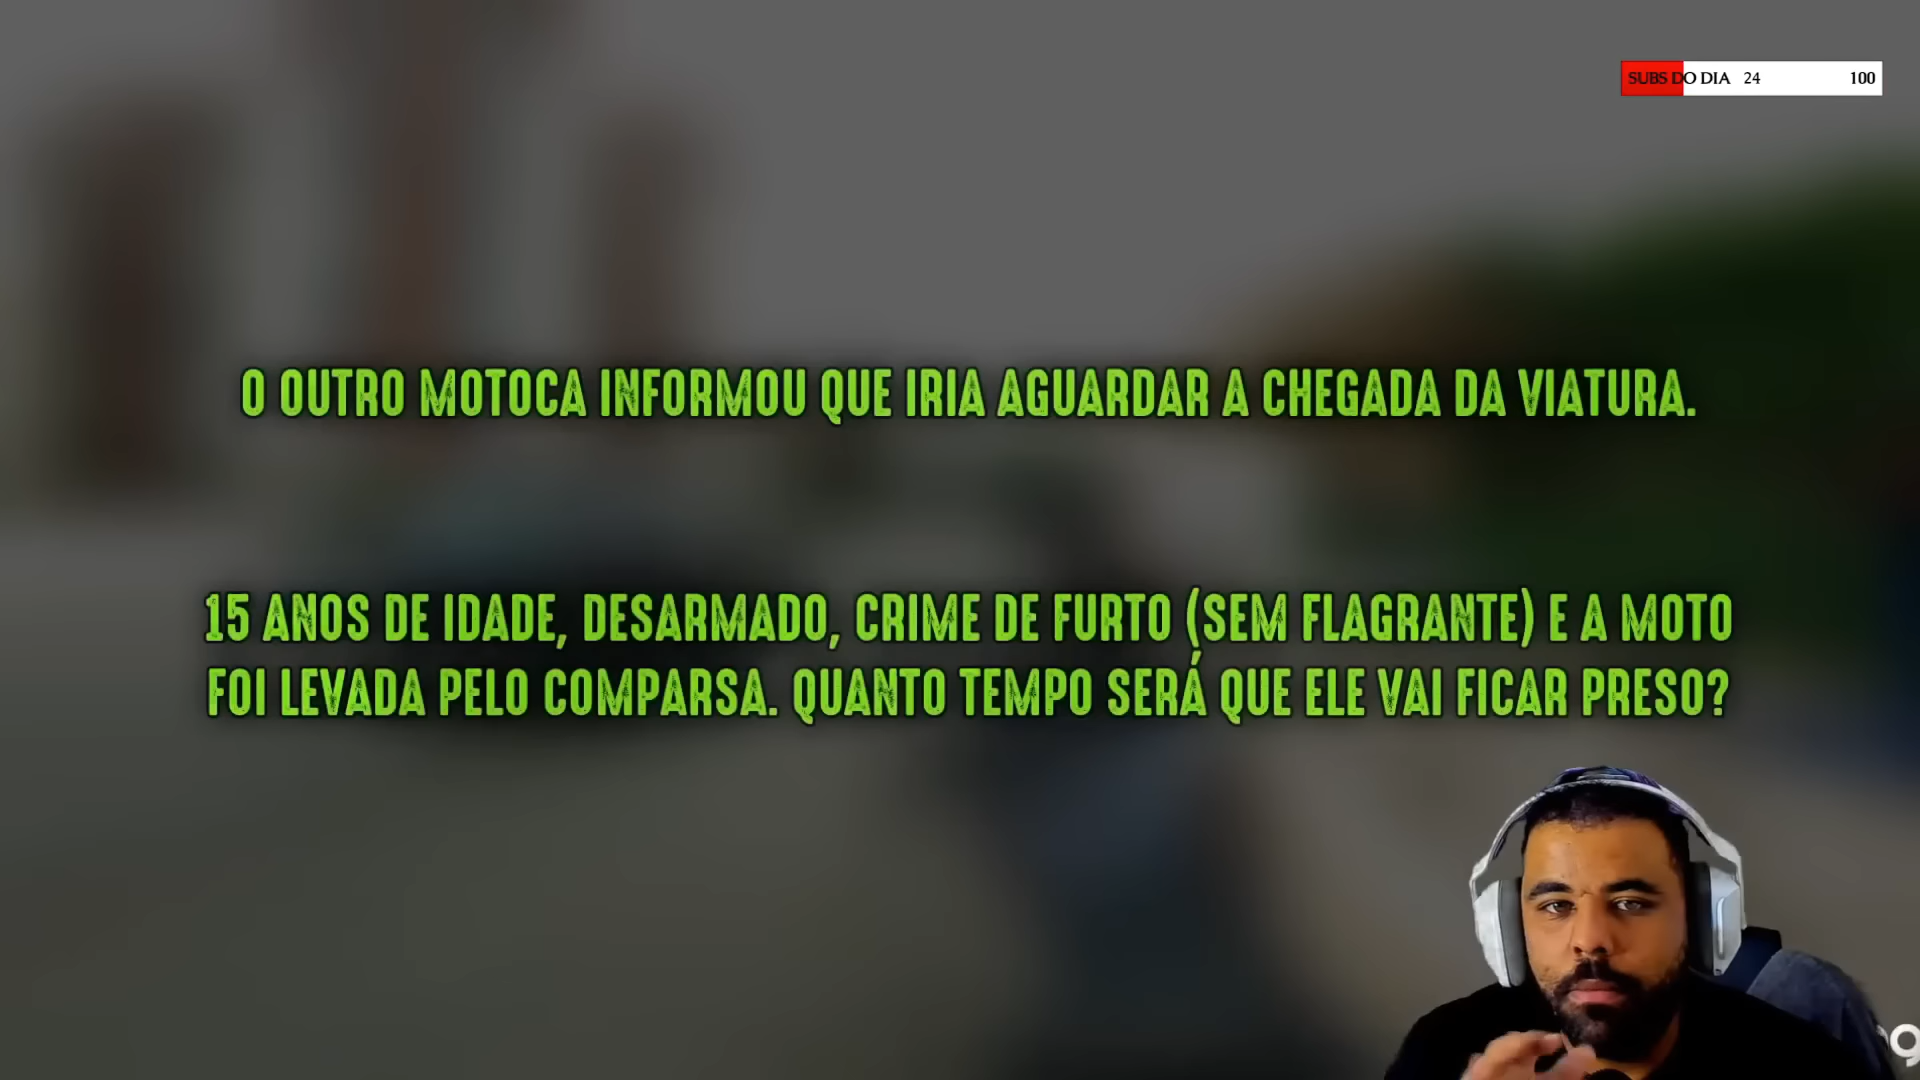 SUBS DO DIA 24 100
O OUTRO MOTOCA INFORMOU QUE IRIA AGUARDAR A CHEGADA DA VIATURA.
15 ANOS DE IDADE, DESARMADO, CRIME DE FURTO (SEM FLAGRANTE) E A MOTO
FOI LEVADA PELO COMPARSA. QUANTO TEMPO SERÁ QUE ELE VAI FICAR PRESO?